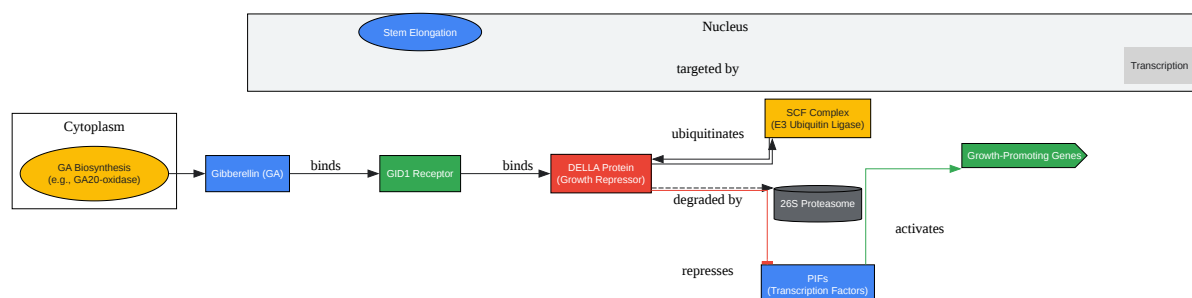 Nucleus
Stem Elongation
targeted by
Transcription
SCF Complex
(E3 Ubiquitin Ligase)
Cytoplasm
ubiquitinates
GA Biosynthesis
(e.g., GA20-oxidase)
Gibberellin (GA)
binds
GID1 Receptor
binds
DELLA Protein
(Growth Repressor)
Growth-Promoting Genes
degraded by
26S Proteasome
activates
represses
PIFs
(Transcription Factors)